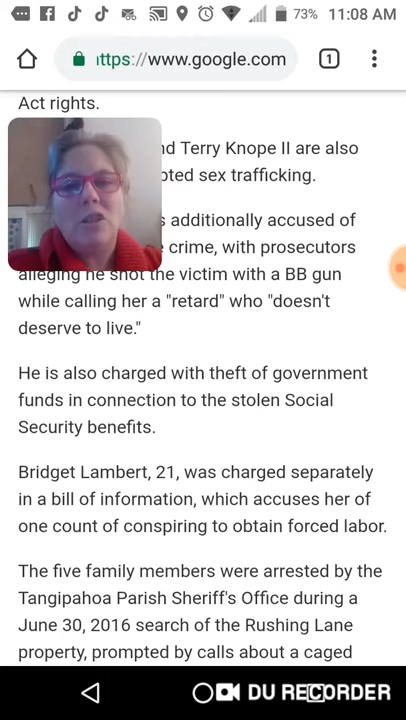 73% 11:08 AM
https://www.google.com 1
Act rights.
nd Terry Knope II are also
pted sex trafficking.
s additionally accused of
crime, with prosecutors
alleging he shot the victim with a BB gun
while calling her a "retard" who "doesn't
deserve to live."
He is also charged with theft of government
funds in connection to the stolen Social
Security benefits.
Bridget Lambert, 21, was charged separately
in a bill of information, which accuses her of
one count of conspiring to obtain forced labor.
The five family members were arrested by the
Tangipahoa Parish Sheriff's Office during a
June 30, 2016 search of the Rushing Lane
property, prompted by calls about a caged
DU RECORDER